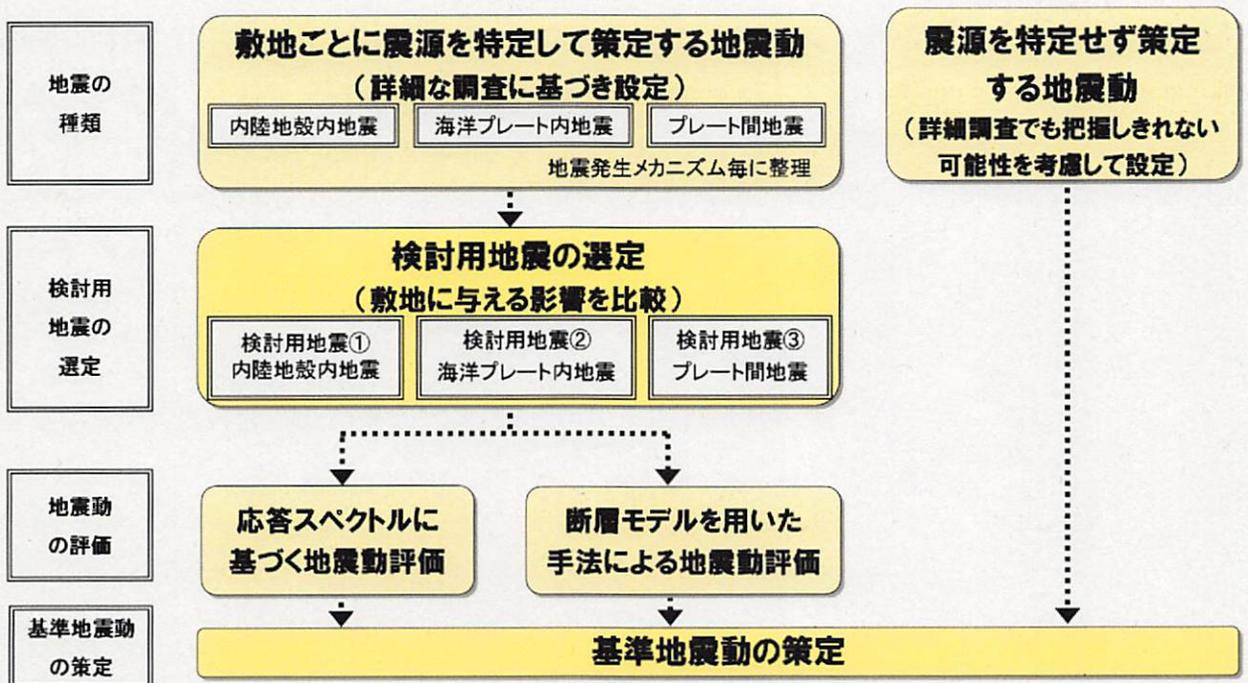 地震の
種類
敷地ごとに震源を特定して策定する地震動
(詳細な調査に基づき設定)
内陸地殻内地震
海洋プレート内地震
プレート間地震
地震発生メカニズム毎に整理
震源を特定せず策定
する地震動
(詳細調査でも把握しきれない
可能性を考慮して設定)
検討用
地震の
選定
検討用地震の選定
(敷地に与える影響を比較)
検討用地震①
内陸地殻内地震
検討用地震②
海洋プレート内地震
検討用地震③
プレート間地震
地震動
の評価
応答スペクトルに
基づく地震動評価
断層モデルを用いた
手法による地震動評価
基準地震動
の策定
基準地震動の策定